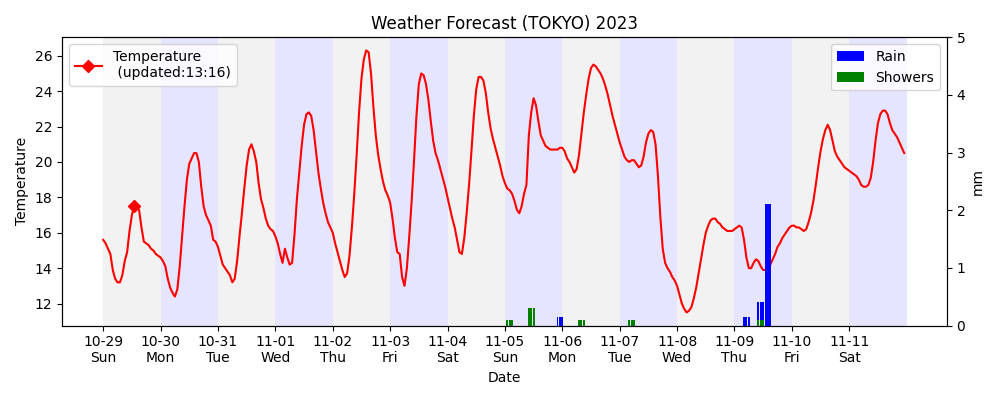 Weather Forecast (TOKYO) 2023
Temperature
(updated:13:16)
Rain
Showers
Temperature
26
24
22
20
18
16
14
12
5
4
3
2
1
0
mm
10-29 10-30 10-31 11-01 11-02 11-03 11-04 11-05 11-06 11-07 11-08 11-09 11-10 11-11
Sun Mon Tue Wed Thu Fri Sat Sun Mon Tue Wed Thu Fri Sat
Date